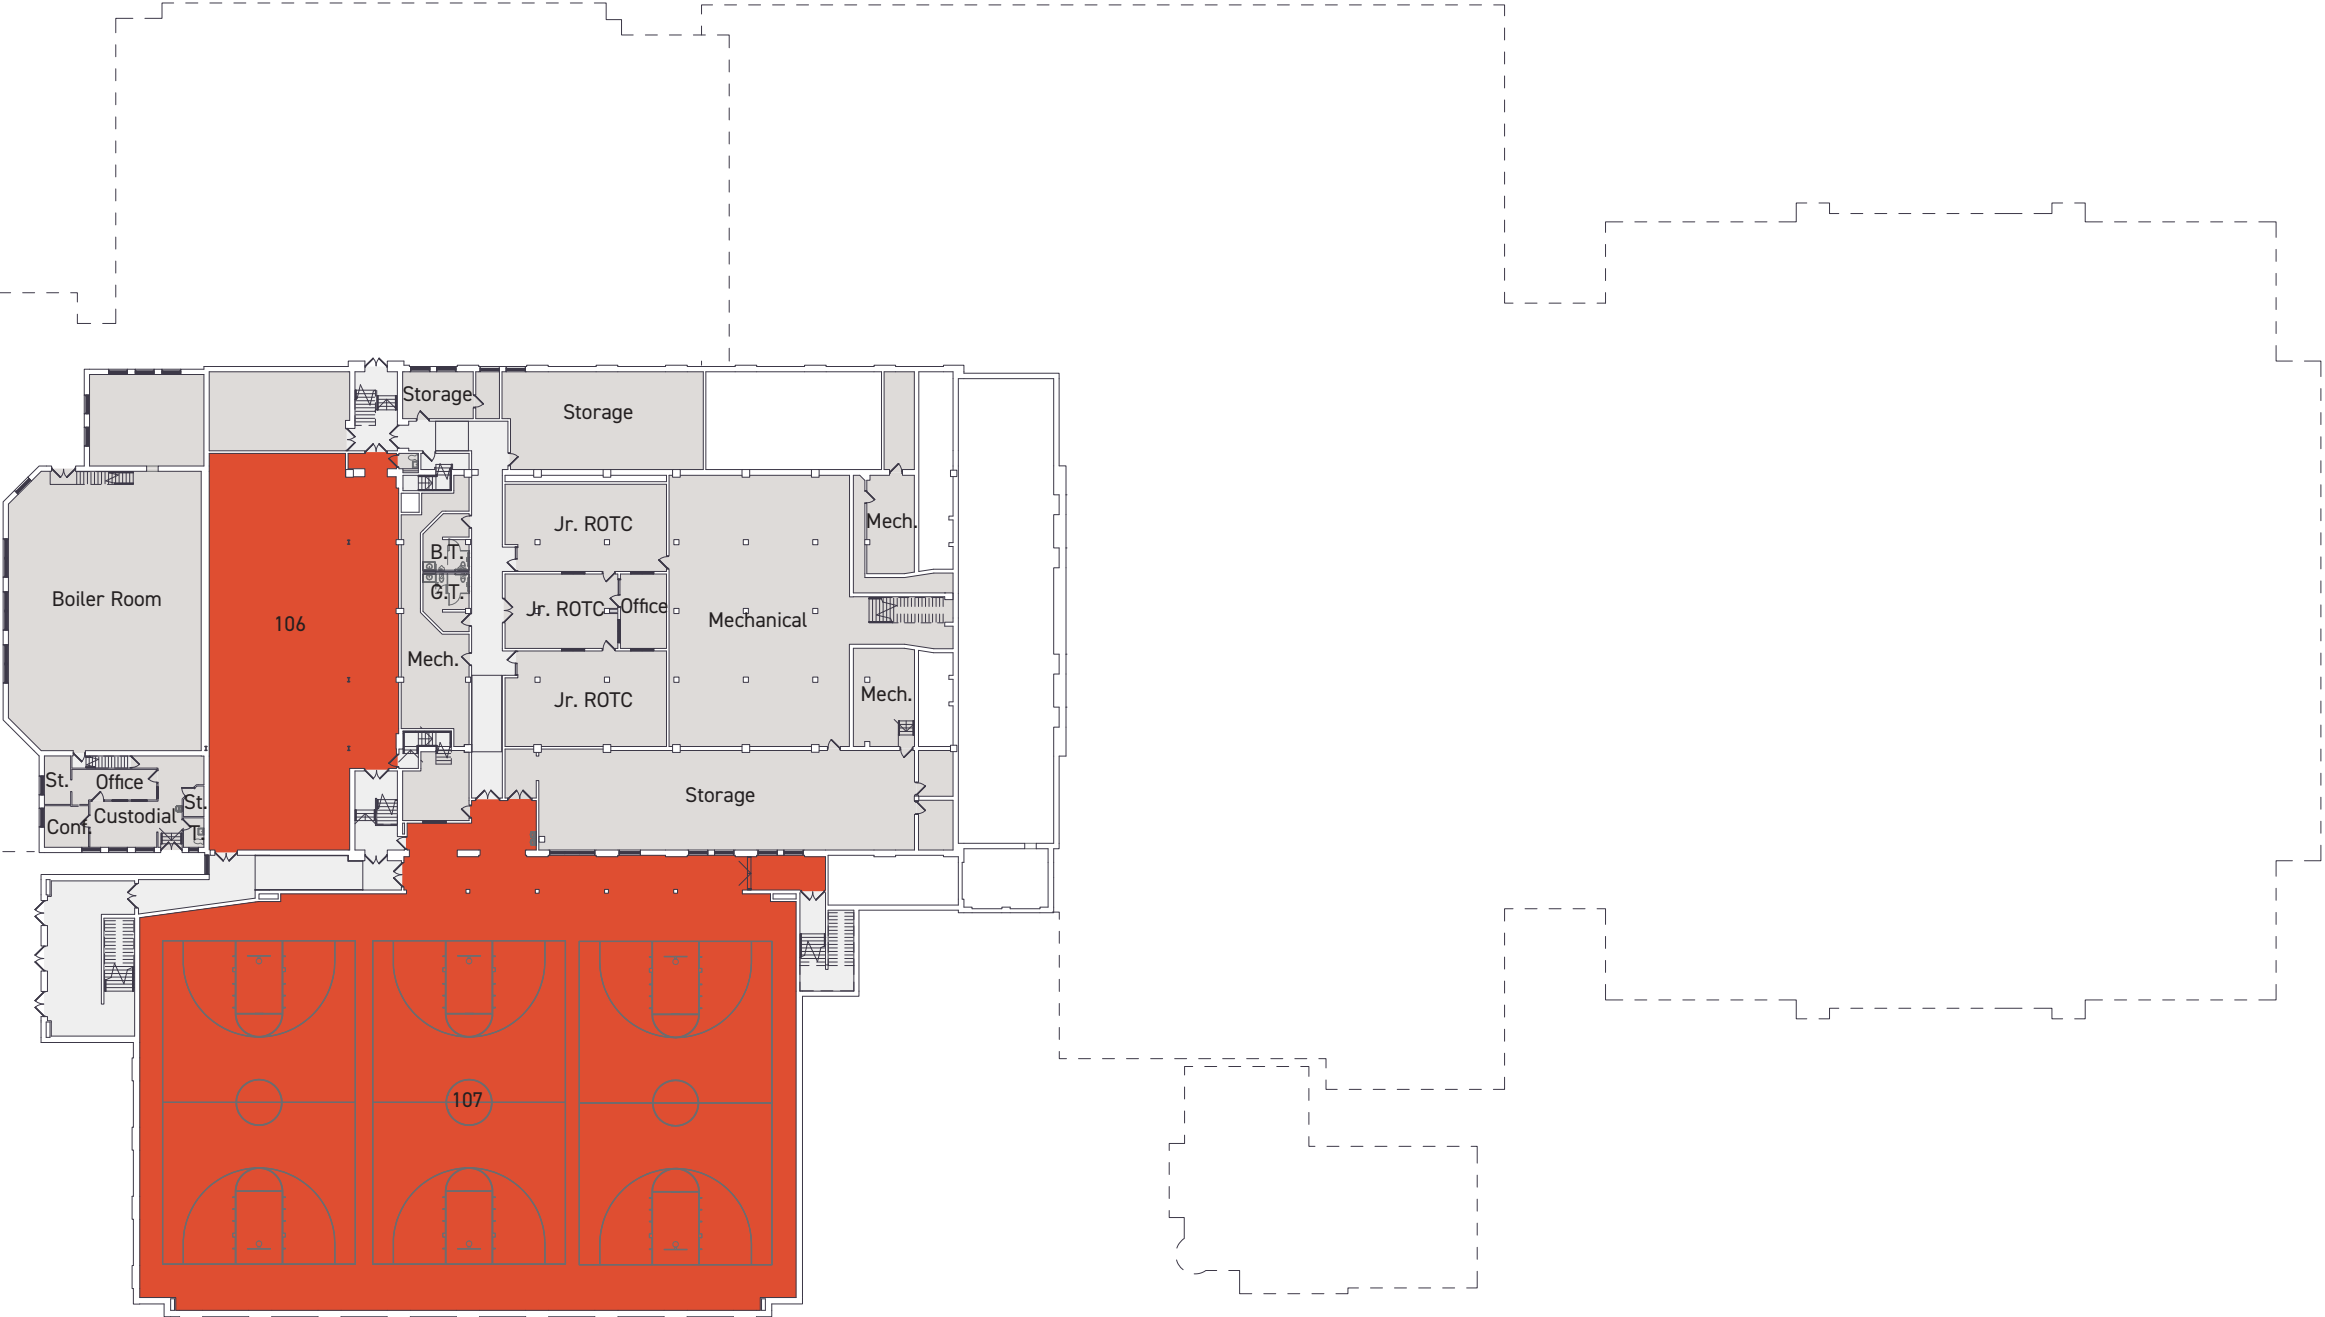 Storage
Storage
Mech.
Jr. ROTC
B.T.
G.T.
Boiler Room
Jr. ROTC
Office
106
Mechanical
Mech.
Mech.
Jr. ROTC
St.
Office
Storage
St.
Custodial
Conf.
T.
107